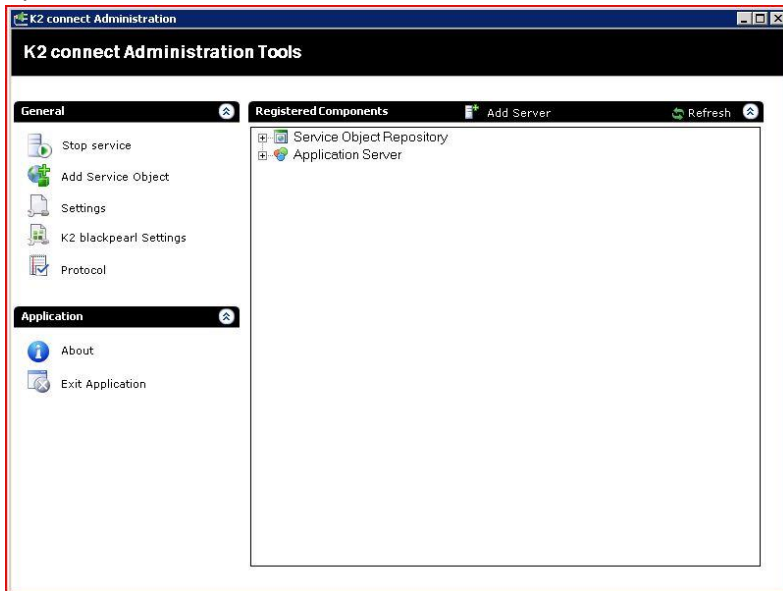 K2 connect Administration
K2 connect Administration Tools
General
Stop service
Add Service Object
Settings
K2 blackpearl Settings
Protocol
Application
About
Exit Application
Registered Components Add Server Refresh
Service Object Repository
Application Server